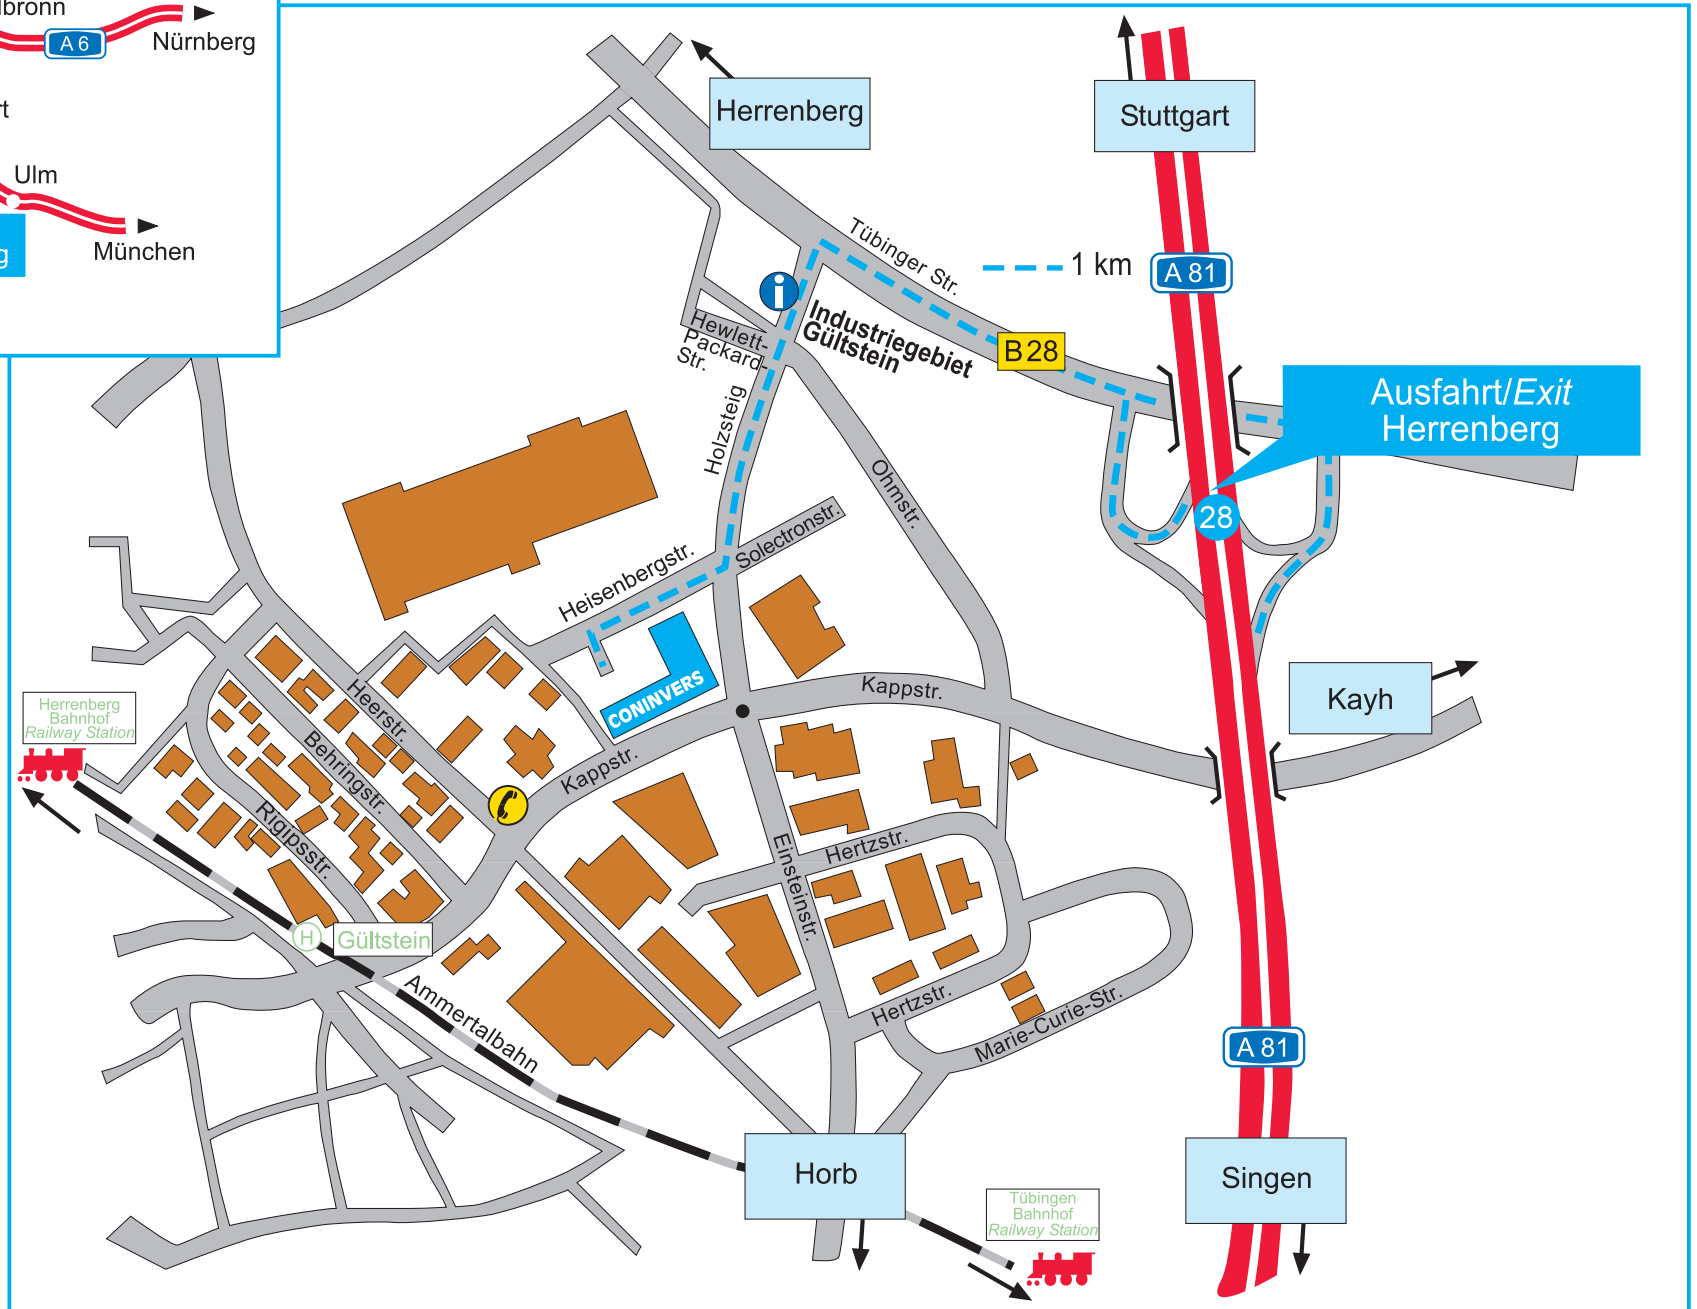 A 6
Nürnberg
Ulm
München
Herrenberg
Stuttgart
Tübinger Str.
1 km
A 81
Industriegebiet
Gültstein
Hewlett-
Packard-
Str.
B28
Ausfahrt/Exit
Herrenberg
Holzsteig
Ohmstr.
28
Solectronstr.
Heisenbergstr.
CONINVERS
Kappstr.
Kayh
Herrenberg
Bahnhof
Railway Station
Heerstr.
Behringstr.
Kappstr.
Rigipsstr.
Einsteinstr.
Hertzstr.
H
Gültstein
Ammertalbahn
Hertzstr.
Marie-Curie-Str.
A 81
Horb
Singen
Tübingen
Bahnhof
Railway Station